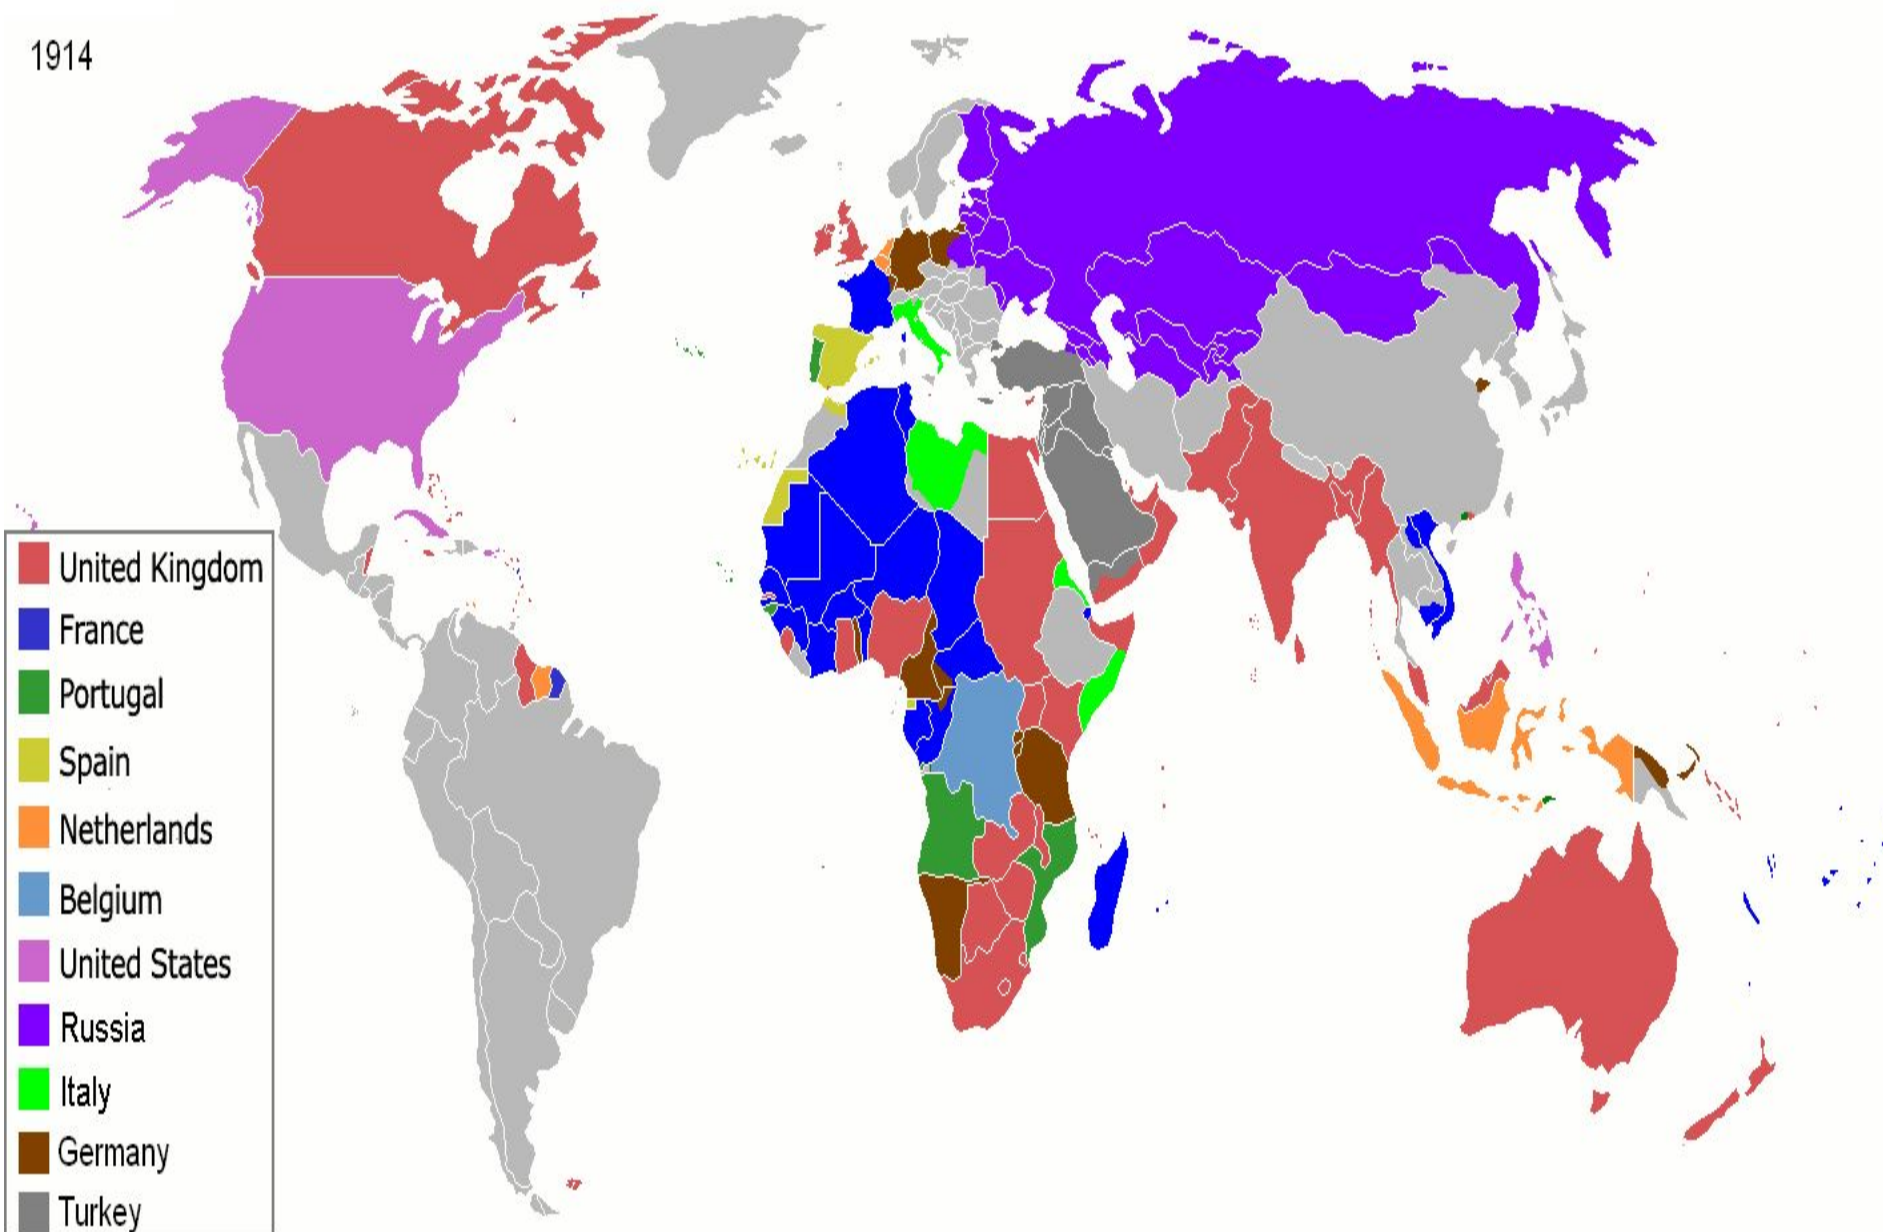 1914
United Kingdom
France
Portugal
Spain
Netherlands
Belgium
United States
Russia
Italy
Germany
Turkey